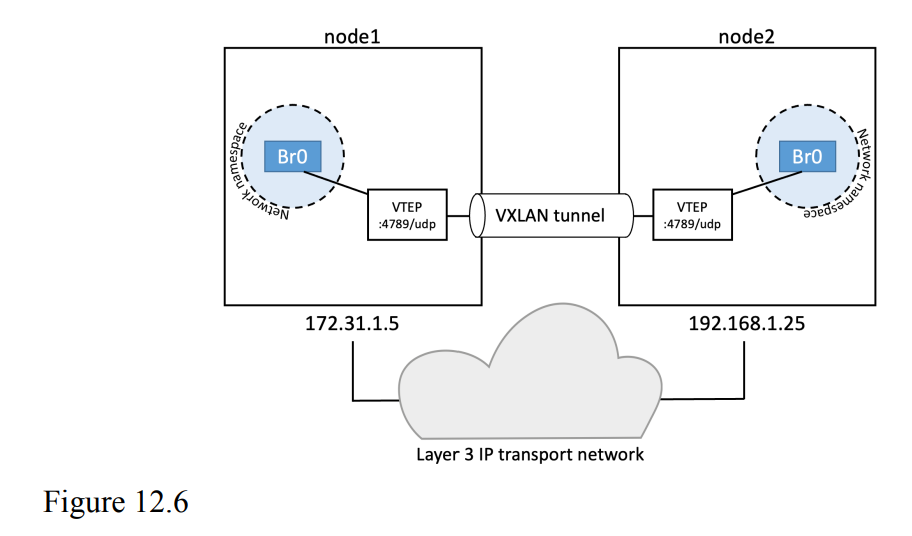 node1
node2
Network namespace
Br0
VTEP
:4789/udp
VXLAN tunnel
VTEP
:4789/udp
Br0
Network namespace
172.31.1.5
192.168.1.25
Layer 3 IP transport network
Figure 12.6